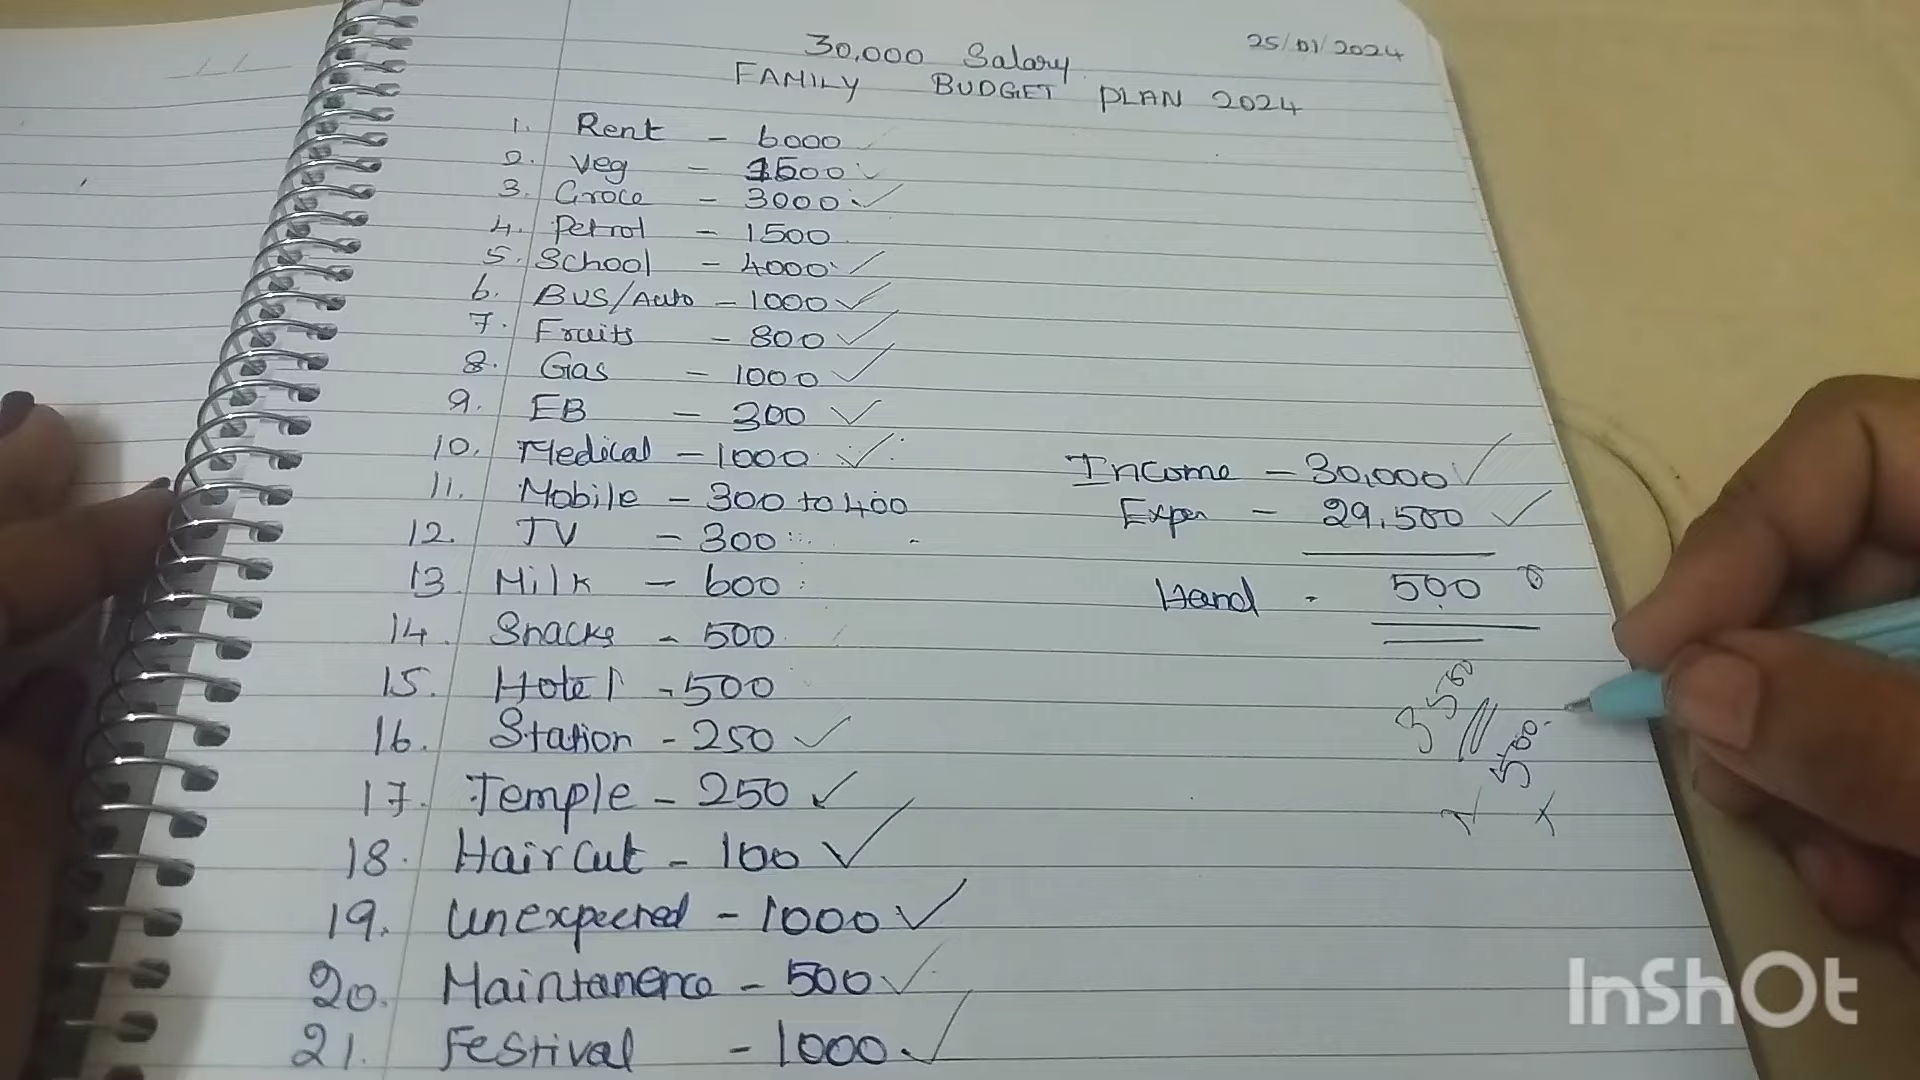 25/01/2024
30,000 Salary
FAMILY BUDGET PLAN 2024
1. Rent - 6000
2. Veg - 1500
3. Groce - 3000
4. Petrol - 1500
5. School - 4000
6. BUS/Auto - 1000
7. Fruits - 800
8. Gas - 1000
9. EB - 300
10. Medical - 1000
11. Mobile - 300 to 400
12. TV - 300
13. Milk - 600
14. Snacks - 500
15. Hotel - 500
16. Station - 250
17. Temple - 250
18. Haircut - 100
19. Unexpected - 1000
20. Maintanence - 500
21. Festival - 1000
Income - 30,000
Expen - 29,500
Hand - 500
3500
500
InShOt